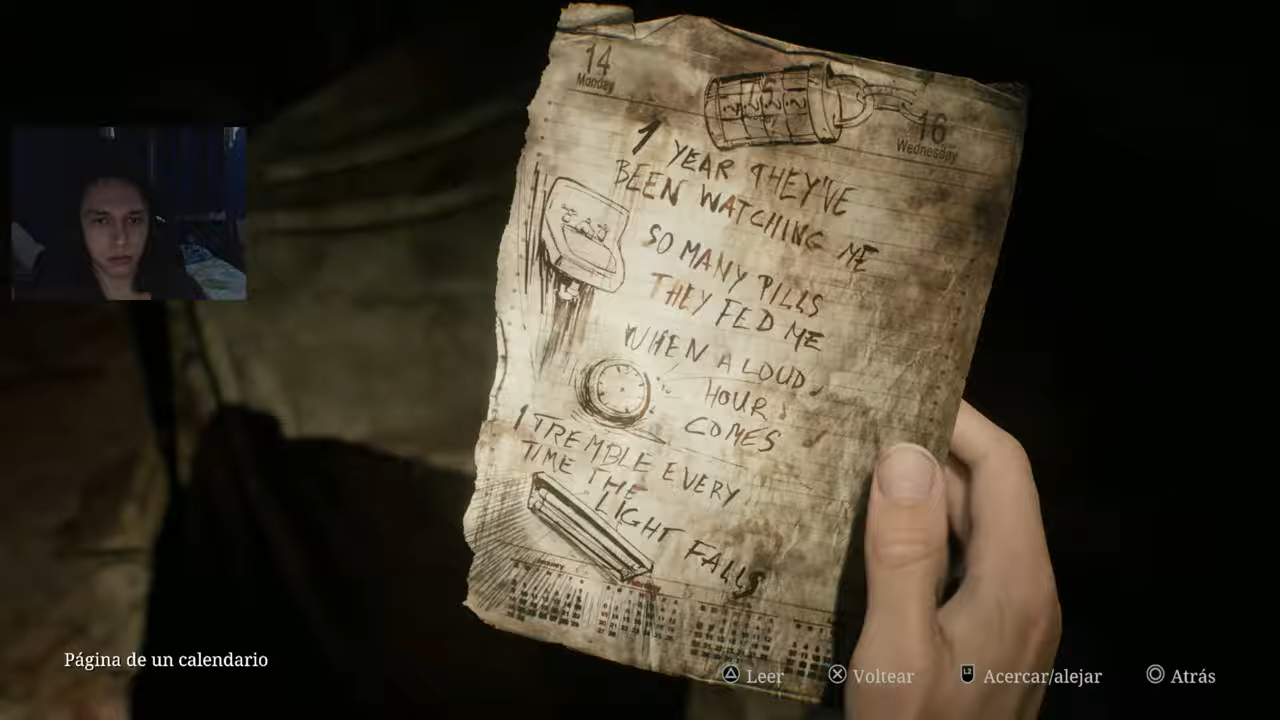 14
Monday
16
Wednesday
? ? ? ?
1 YEAR THEY'VE
BEEN WATCHING ME
SO MANY PILLS
THEY FED ME
WHEN A LOUD
HOUR
COMES
I TREMBLE EVERY
TIME THE
LIGHT FALLS
Página de un calendario
Leer
Voltear
L2
Acercar/alejar
Atrás